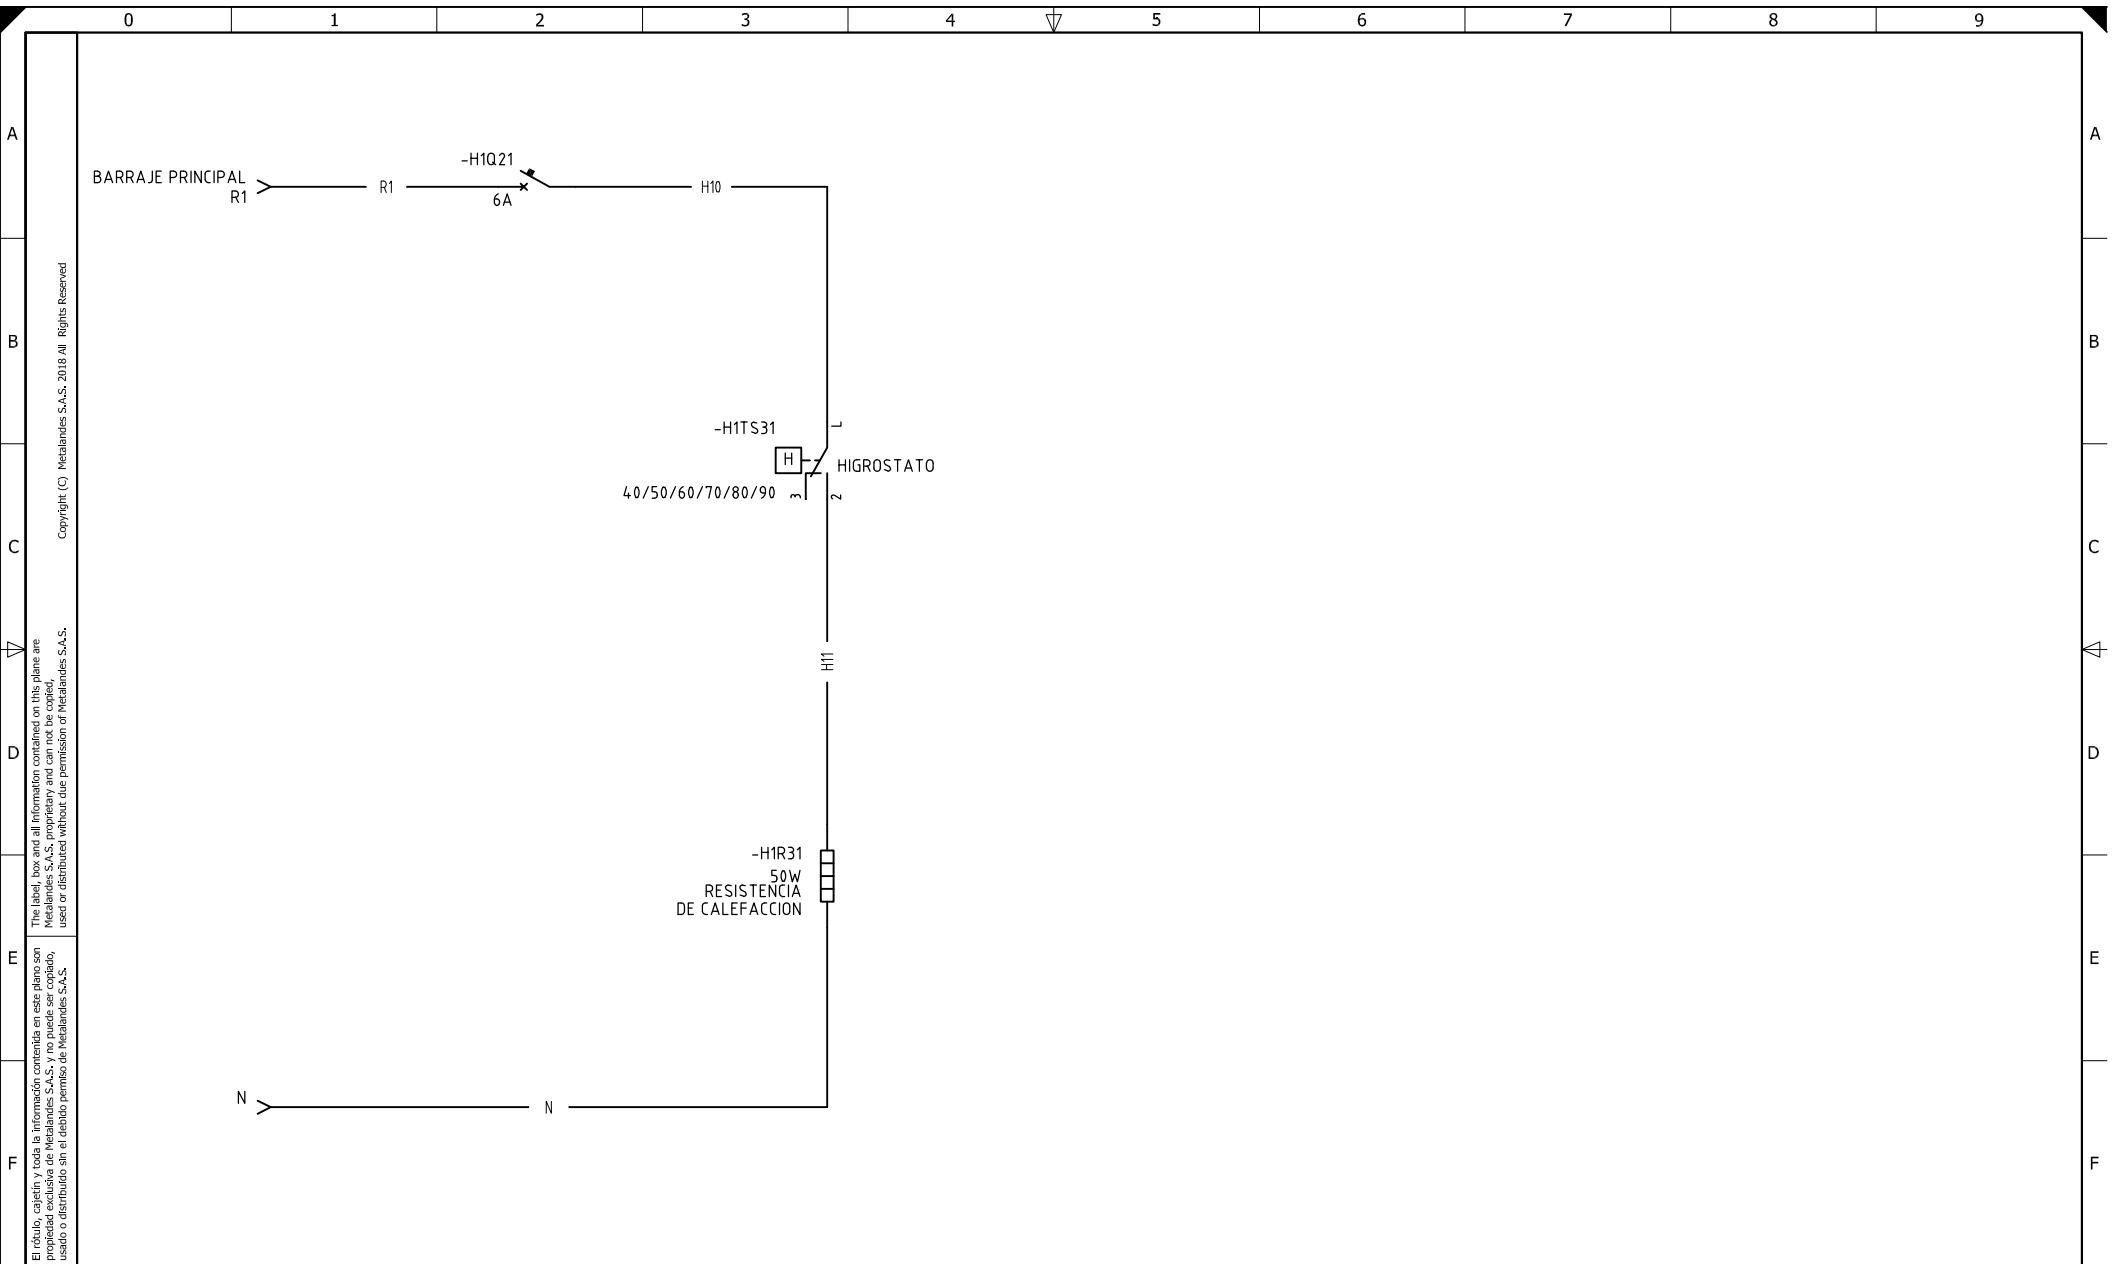 0 1 2 3 4 5 6 7 8 9
A A
-H1Q21
BARRAJE PRINCIPAL
R1
R1
H10
6A
B B
-H1TS31
L
H
HIGROSTATO
40/50/60/70/80/90
3
2
C C
H11
D D
-H1R31
50W
RESISTENCIA
DE CALEFACCION
E E
N
N
F F
Copyright (C) Metalandes S.A.S. 2018 All Rights Reserved
The label, box and all information contained on this plane are
Metalandes S.A.S. proprietary and can not be copied,
used or distributed without due permission of Metalandes S.A.S.
El rótulo, cajetín y toda la información contenida en este plano son
propiedad exclusiva de Metalandes S.A.S. y no puede ser copiado,
usado o distribuido sin el debido permiso de Metalandes S.A.S.